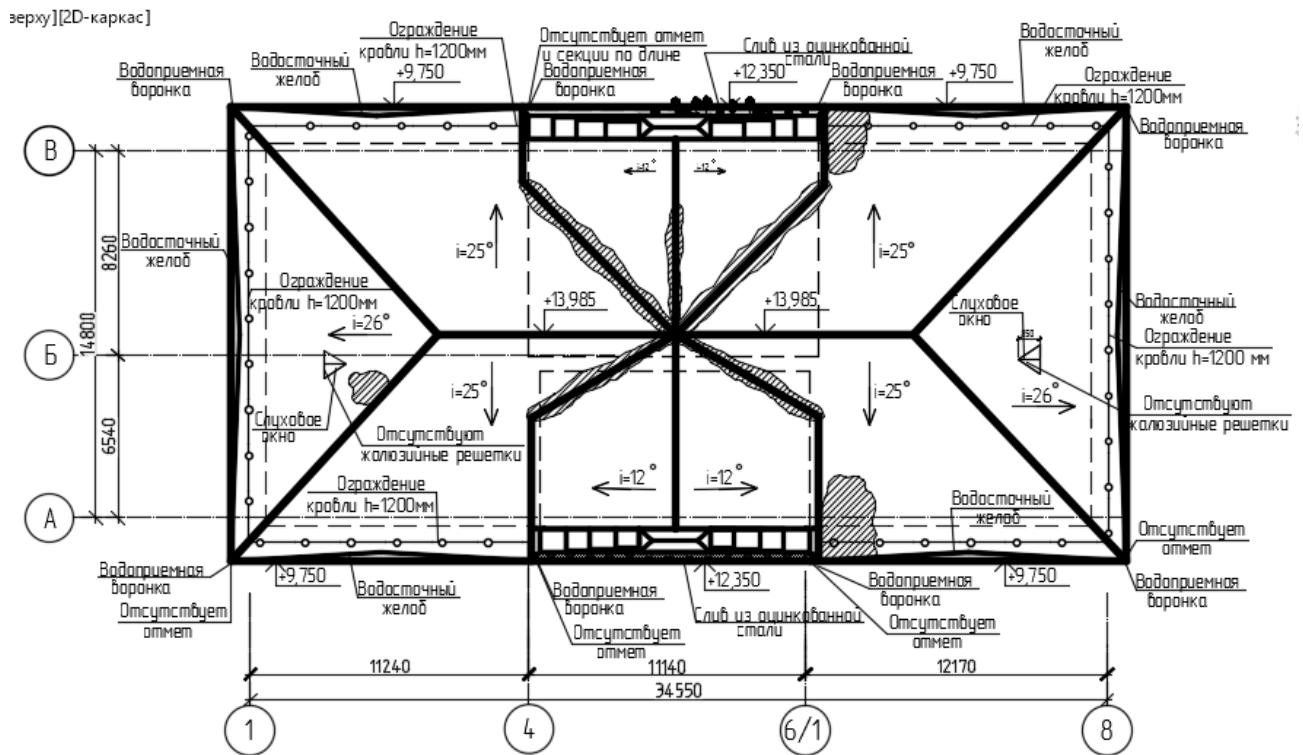 верху][2D-каркас]
Ограждение
кровли h=1200мм
Отсутствует отмет
и секции по длине
Слив из оцинкованной
стали
Водосточный
желоб
Водосточный
желоб
Водоприемная
воронка
+9,750
Водоприемная
воронка
+12,350
Водоприемная
воронка
+9,750
Ограждение
кровли h=1200мм
Водоприемная
воронка
В
i=12°
i=12°
Водосточный
желоб
8260
14800
i=25°
i=25°
Ограждение
кровли h=1200мм
i=26°
+13,985
+13,985
Слуховое
окно
850
Водосточный
желоб
Ограждение
кровли h=1200 мм
Б
i=25°
i=25°
i=26°
Слуховое
окно
Отсутствуют
жалюзийные решетки
Отсутствуют
жалюзийные решетки
6540
Ограждение
кровли h=1200мм
i=12°
i=12°
Водосточный
желоб
А
Отсутствует
отмет
Водоприемная
воронка
+9,750
Водосточный
желоб
Водоприемная
воронка
+12,350
Водоприемная
воронка
+9,750
Водоприемная
воронка
Отсутствует
отмет
Слив из оцинкованной
стали
Отсутствует
отмет
Отсутствует
отмет
11240
11140
12170
34550
1
4
6/1
8